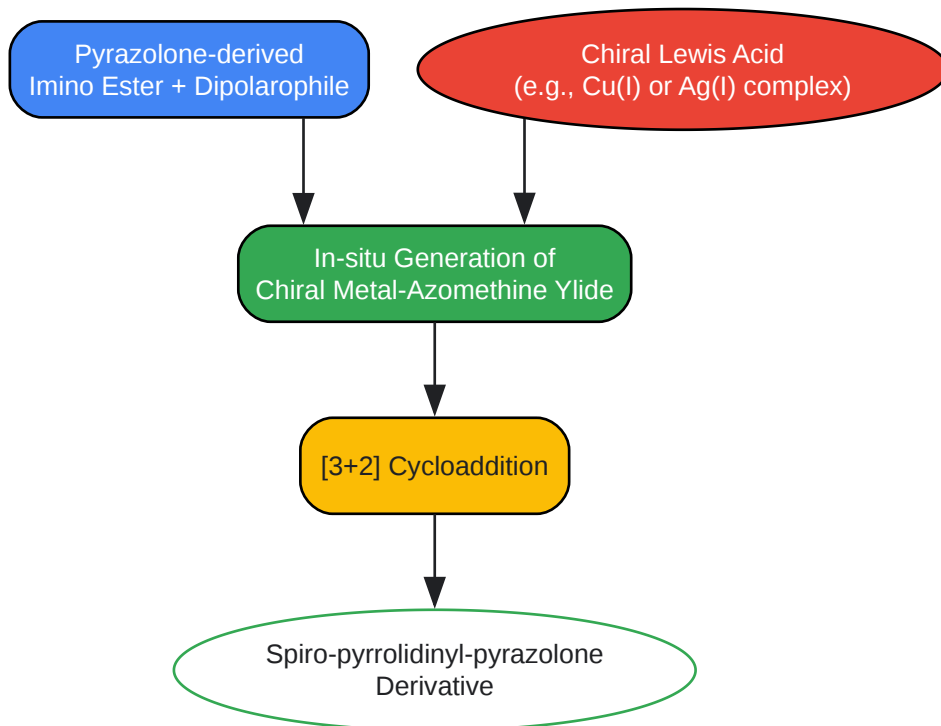 Pyrazolone-derived
Imino Ester + Dipolarophile
Chiral Lewis Acid
(e.g., Cu(I) or Ag(I) complex)
In-situ Generation of
Chiral Metal-Azomethine Ylide
[3+2] Cycloaddition
Spiro-pyrrolidinyl-pyrazolone
Derivative